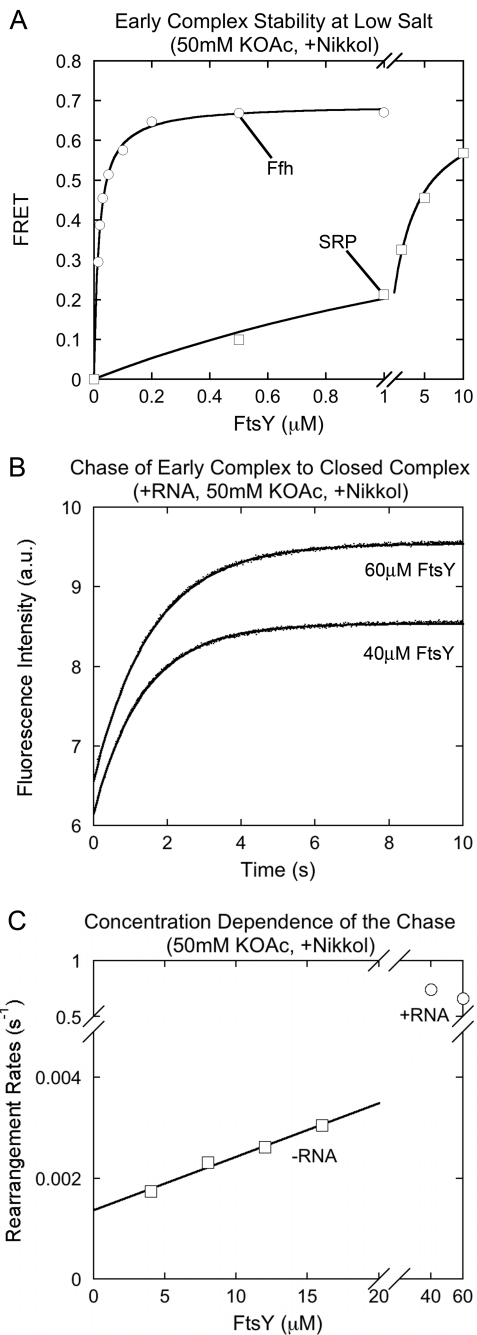 A
Early Complex Stability at Low Salt
(50mM KOAc, +Nikkol)
0.8
0.7
0.6
0.5
0.4
0.3
0.2
0.1
0
FRET
Ffh
SRP
0 0.2 0.4 0.6 0.8 1 5 10
FtsY (μM)
B
Chase of Early Complex to Closed Complex
(+RNA, 50mM KOAc, +Nikkol)
10
9
8
7
6
Fluorescence Intensity (a.u.)
60μM FtsY
40μM FtsY
0 2 4 6 8 10
Time (s)
C
Concentration Dependence of the Chase
(50mM KOAc, +Nikkol)
1
0.5
0.004
0.002
0
Rearrangement Rates (s⁻¹)
+RNA
-RNA
0 5 10 15 20 40 60
FtsY (μM)